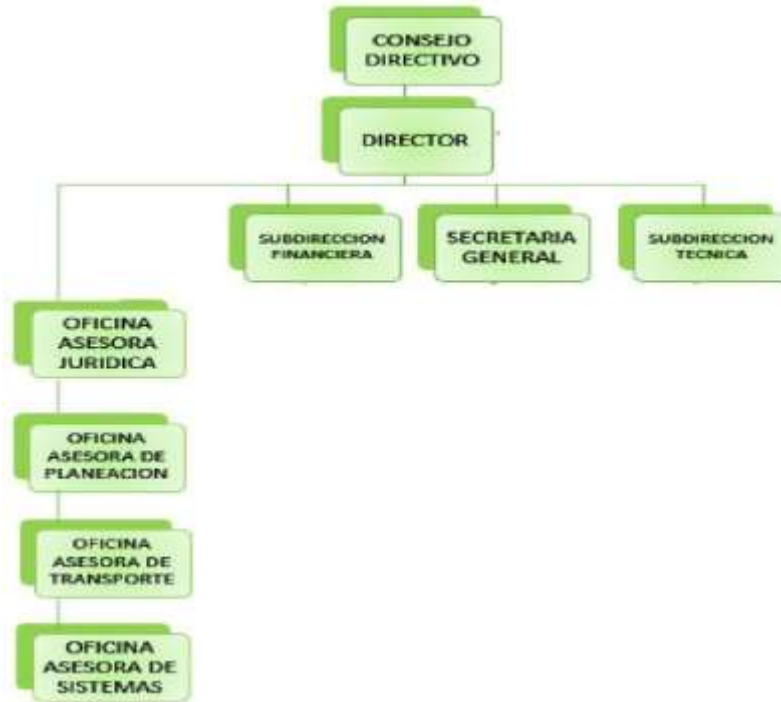 CONSEJO
DIRECTIVO
DIRECTOR
SUBDIRECCION
FINANCIERA
SECRETARIA
GENERAL
SUBDIRECCION
TECNICA
OFICINA
ASESORA
JURIDICA
OFICINA
ASESORA DE
PLANEACION
OFICINA
ASESORA DE
TRANSPORTE
OFICINA
ASESORA DE
SISTEMAS